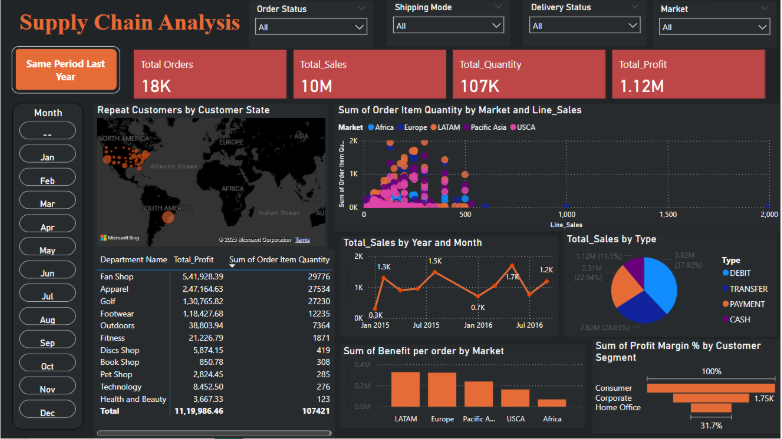 Supply Chain Analysis
Order Status
All
Shipping Mode
All
Delivery Status
All
Market
All
Same Period Last
Year
Total Orders
18K
Total_Sales
10M
Total_Quantity
107K
Total_Profit
1.12M
Month
--
Jan
Feb
Mar
Apr
May
Jun
Jul
Aug
Sep
Oct
Nov
Dec
Repeat Customers by Customer State
NORTH AMERICA
EUROPE
ASIA
Atlantic Ocean
AFRICA
SOUTH AMERICA
Indian Ocean
AU
Microsoft Bing
© 2025 Microsoft Corporation Terms
Sum of Order Item Quantity by Market and Line_Sales
Market Africa Europe LATAM Pacific Asia USCA
Sum of Order Item Qu...
2K
1K
0K
0 500 1,000 1,500 2,000
Line_Sales
Department Name Total_Profit Sum of Order Item Quantity
Fan Shop 5,41,928.39 29776
Apparel 2,47,164.63 27534
Golf 1,30,765.82 27230
Footwear 1,18,427.68 12235
Outdoors 38,803.94 7364
Fitness 21,226.79 1871
Discs Shop 5,874.15 419
Book Shop 850.78 308
Pet Shop 2,824.45 285
Technology 8,452.50 276
Health and Beauty 3,667.33 123
Total 11,19,986.46 107421
Total_Sales by Year and Month
1.3K
1.5K
1.7K
1.2K
0.3K
0.7K
Jan 2015 Jul 2015 Jan 2016 Jul 2016
Total_Sales by Type
1.12M (11.1%)
3.82M
(37.92%)
2.31M
(22.94%)
2.82M (28.03%)
Type
DEBIT
TRANSFER
PAYMENT
CASH
Sum of Benefit per order by Market
0.4M
0.2M
0.0M
LATAM Europe Pacific A... USCA Africa
Sum of Profit Margin % by Customer
Segment
100%
Consumer
Corporate 1.75K
Home Office
31.7%